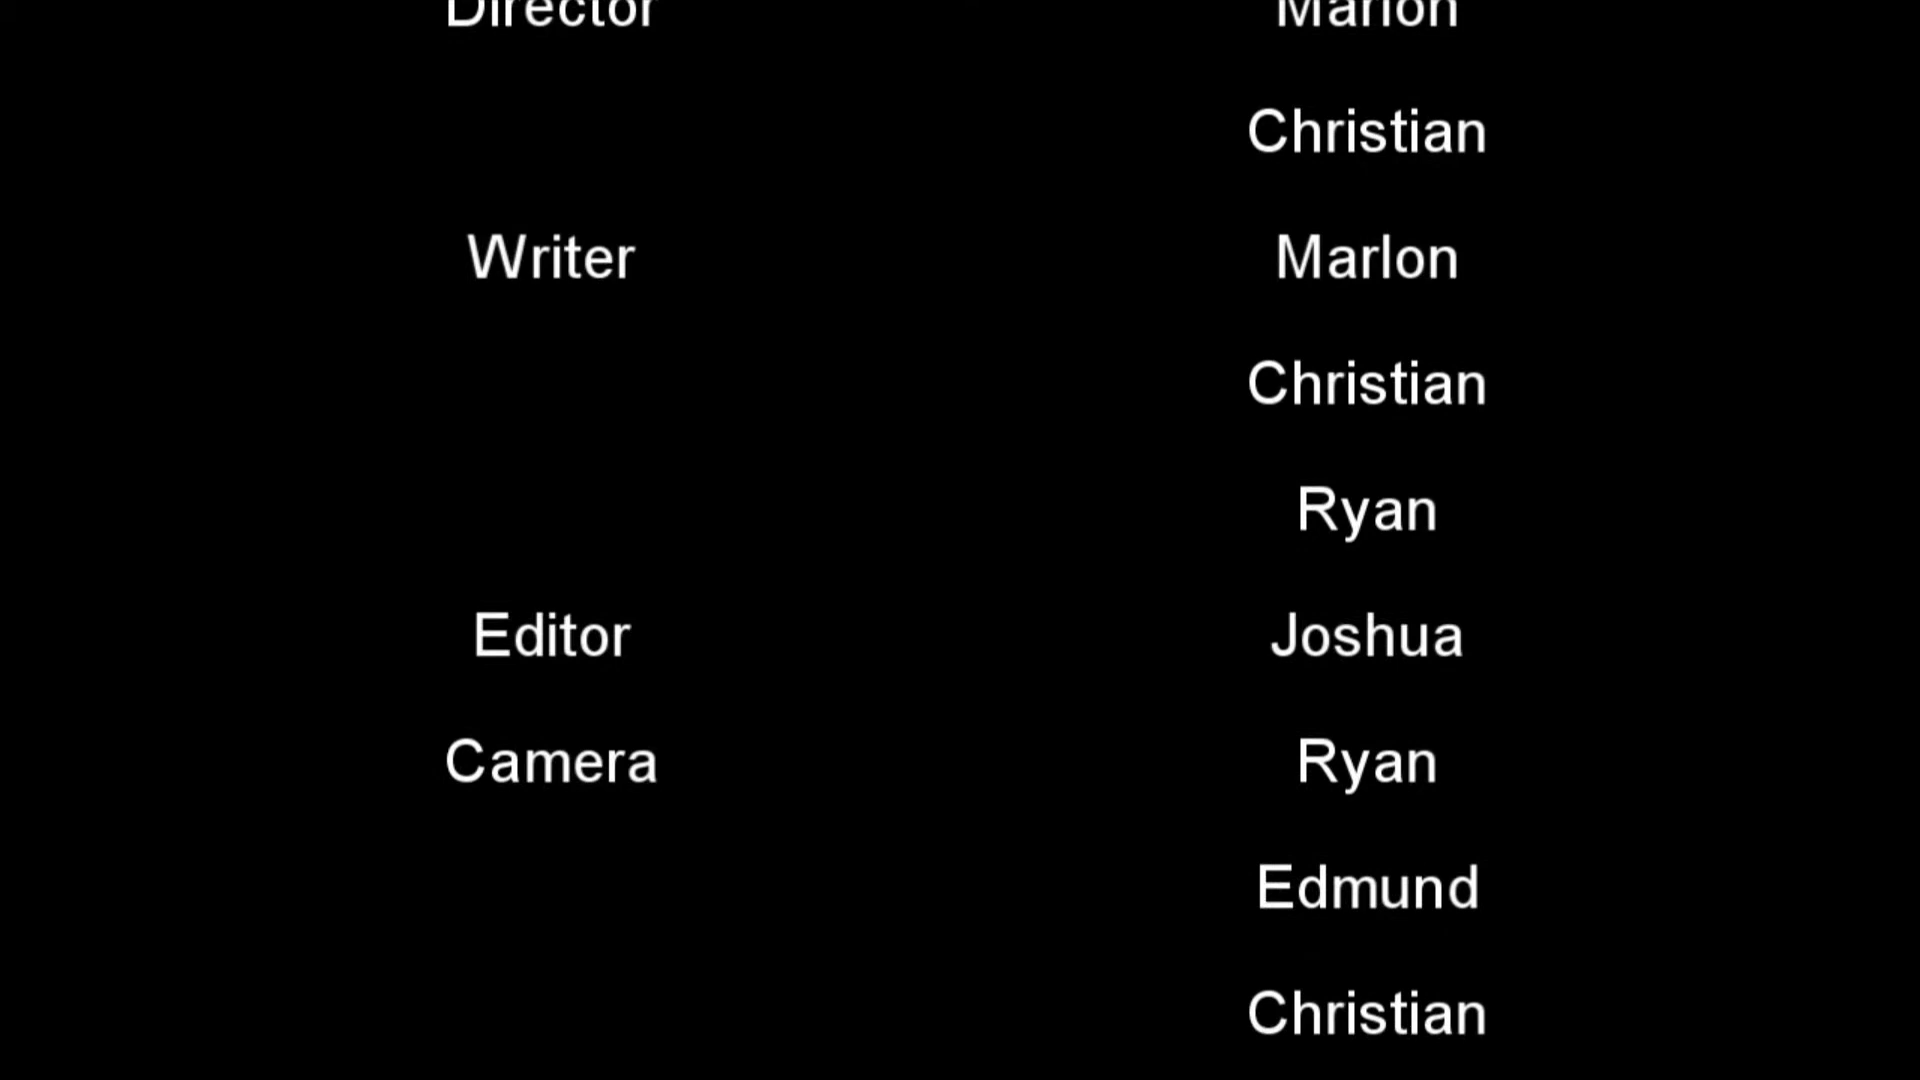 Director Marlon
Christian
Writer Marlon
Christian
Ryan
Editor Joshua
Camera Ryan
Edmund
Christian